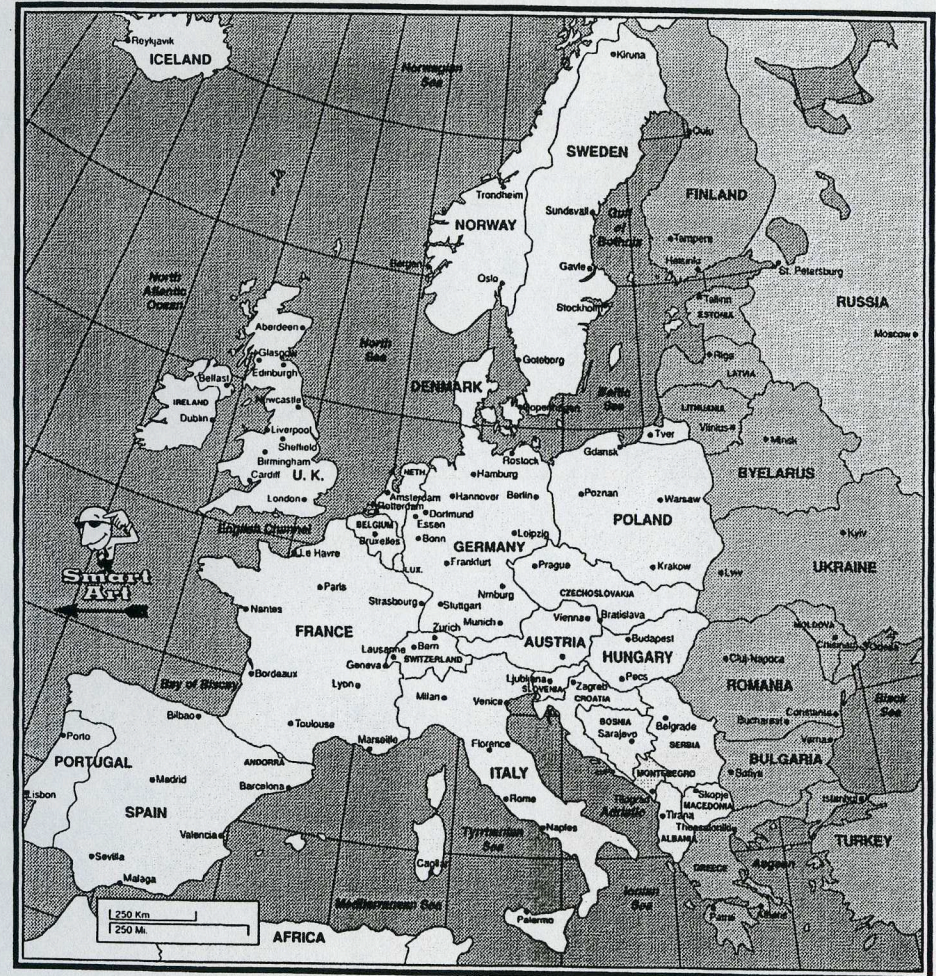 Reykjavik
ICELAND
Norwegian
Sea
Kiruna
SWEDEN
Oulu
FINLAND
Trondheim
NORWAY
Sundsvall
Gulf
of
Bothnia
Tampere
Helsinki
Bergen
Oslo
Gavle
St. Petersburg
North
Atlantic
Ocean
Stockholm
Tallinn
ESTONIA
RUSSIA
Moscow
Aberdeen
North
Sea
Glasgow
Edinburgh
Goteborg
Riga
LATVIA
Belfast
DENMARK
Baltic
Sea
IRELAND
Dublin
Newcastle
Copenhagen
LITHUANIA
Vilnius
Tver
Minsk
Liverpool
Sheffield
Birmingham
Cardiff
U. K.
London
Rostock
Gdansk
BYELARUS
NETH.
Hamburg
Amsterdam
Rotterdam
Hannover
Berlin
Poznan
Warsaw
POLAND
English Channel
Dortmund
Essen
BELGIUM
Bruxelles
Bonn
Leipzig
GERMANY
Kyiv
UKRAINE
Smart
Art
Le Havre
LUX.
Frankfurt
Prague
Krakow
Lviv
Paris
Strasbourg
Nrnburg
CZECHOSLOVAKIA
Stuttgart
Nantes
Munich
Vienna
Bratislava
FRANCE
Zurich
AUSTRIA
Budapest
HUNGARY
MOLDOVA
Chisinau
Odessa
Lausanne
Bern
SWITZERLAND
Geneva
Cluj-Napoca
Bay of Biscay
Bordeaux
Lyon
Milan
Venice
Ljubljana
SLOVENIA
Zagreb
CROATIA
Pecs
ROMANIA
Black
Sea
Bilbao
Toulouse
Marseille
Florence
BOSNIA
Sarajevo
Belgrade
SERBIA
Bucharest
Constanta
Varna
BULGARIA
Porto
PORTUGAL
ANDORRA
ITALY
MONTENEGRO
Sofiya
Madrid
Barcelona
Rome
Titograd
Skopje
MACEDONIA
Istanbul
Lisbon
SPAIN
Adriatic
Tirana
ALBANIA
Thessaloniki
Valencia
Tyrrhenian
Sea
Naples
TURKEY
Sevilla
Cagliari
GREECE
Aegean
Malaga
Mediterranean Sea
Ionian
Sea
Palermo
Patrai
Athens
250 Km
250 Mi.
AFRICA